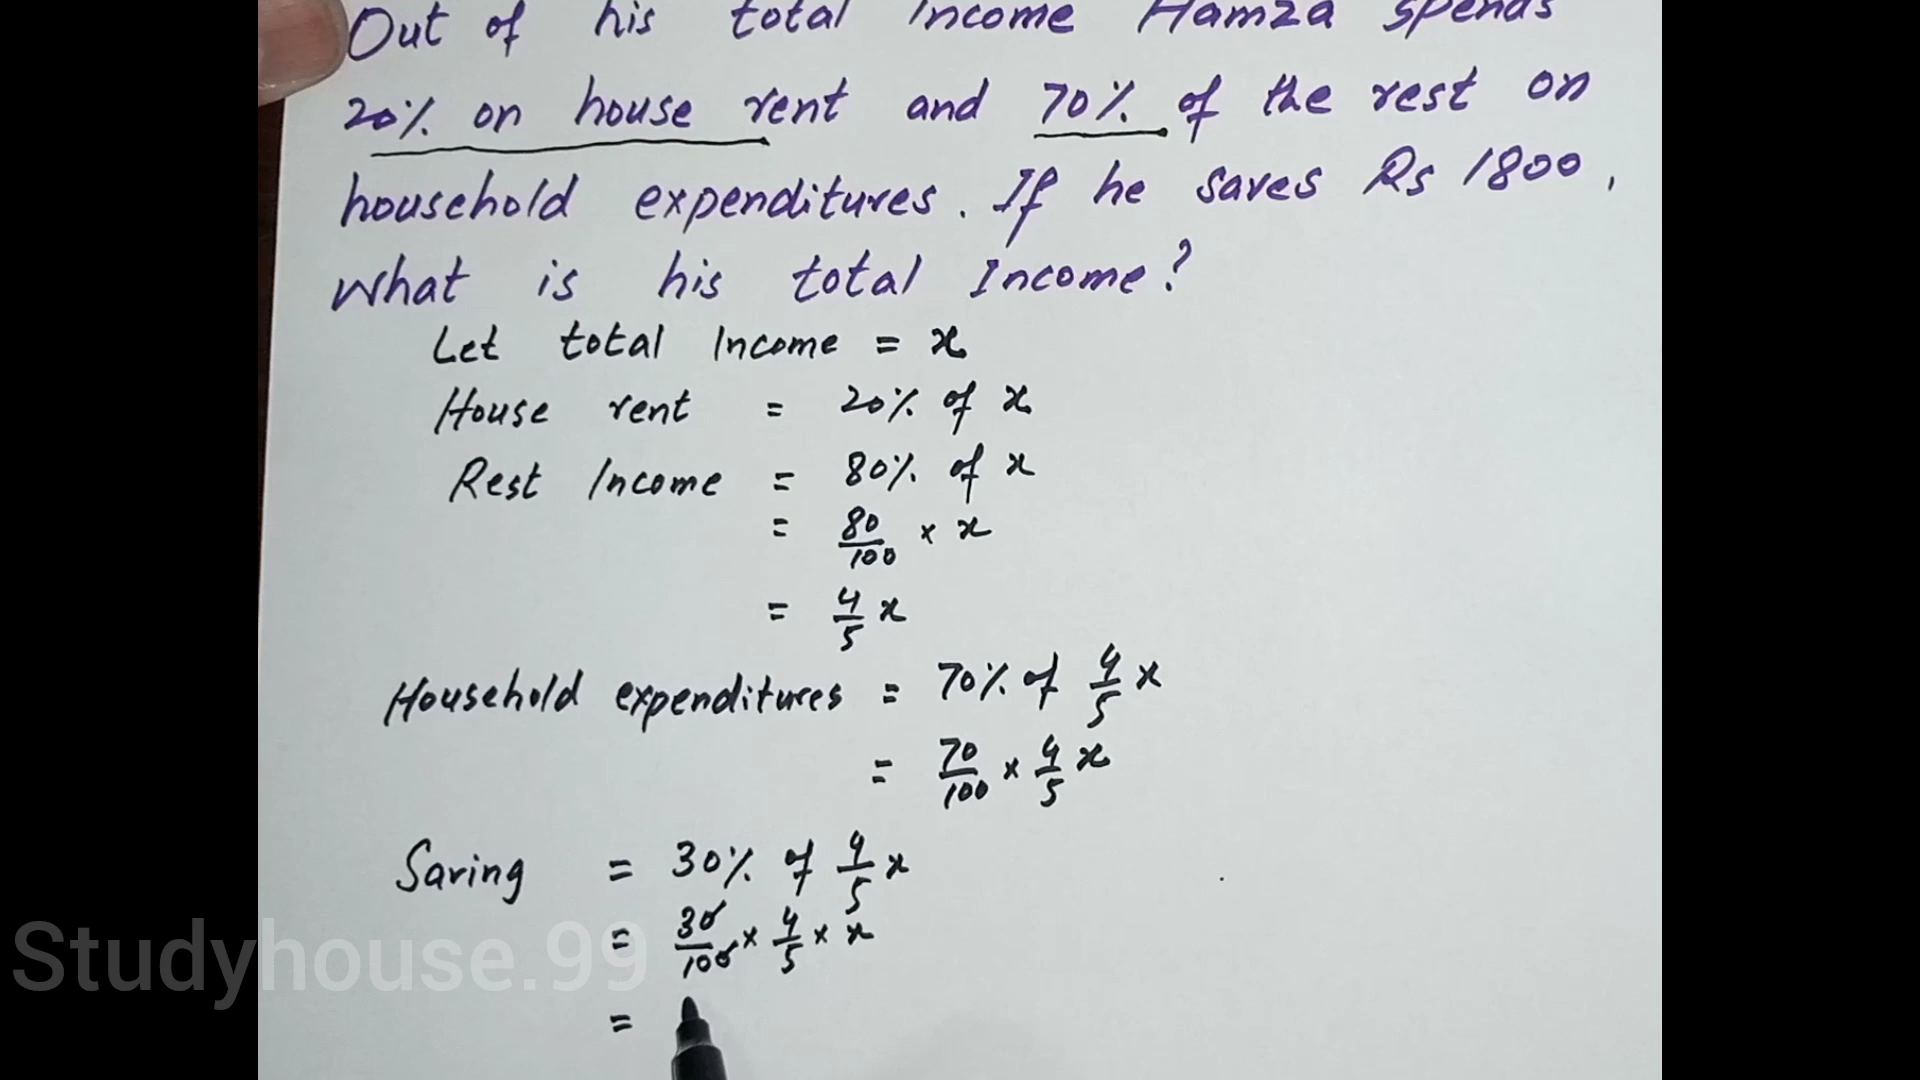 Out of his total Income Hamza spends
20% on house rent and 70% of the rest on
household expenditures. If he saves Rs 1800,
what is his total Income?
Let total Income = x
House rent = 20% of x
Rest Income = 80% of x
= 80/100 × x
= 4/5 x
Household expenditures = 70% of 4/5 x
= 70/100 × 4/5 x
Saving = 30% of 4/5 x
= 30/100 × 4/5 × x
=
Studyhouse.99